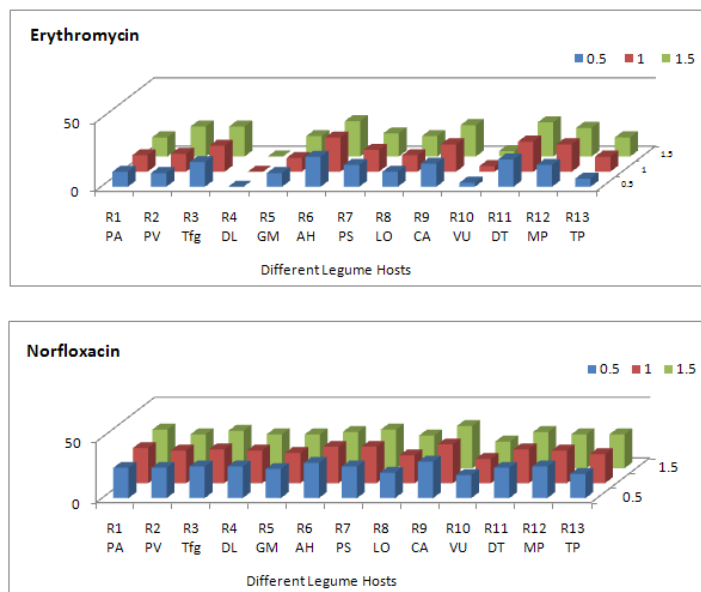 Erythromycin
0.5 1 1.5
50
0
1.5
1
0.5
R1 R2 R3 R4 R5 R6 R7 R8 R9 R10 R11 R12 R13
PA PV Tfg DL GM AH PS LO CA VU DT MP TP
Different Legume Hosts
Norfloxacin
0.5 1 1.5
50
0
1.5
0.5
R1 R2 R3 R4 R5 R6 R7 R8 R9 R10 R11 R12 R13
PA PV Tfg DL GM AH PS LO CA VU DT MP TP
Different Legume Hosts